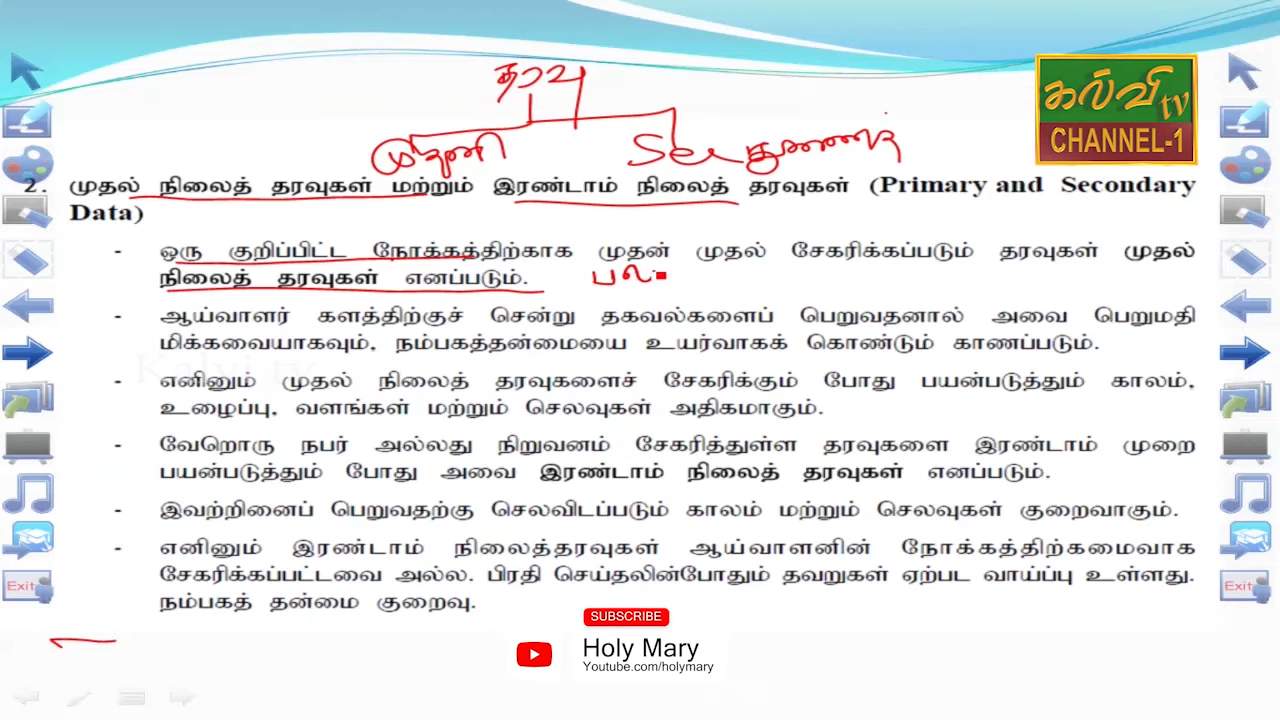 தரவு
கல்வி
tv
CHANNEL-1
2. முதல் நிலைத் தரவுகள் மற்றும் இரண்டாம் நிலைத் தரவுகள் (Primary and Secondary
Data)
- ஒரு குறிப்பிட்ட நோக்கத்திற்காக முதன் முதல் சேகரிக்கப்படும் தரவுகள் முதல்
நிலைத் தரவுகள் எனப்படும்.
- ஆய்வாளர் களத்திற்குச் சென்று தகவல்களைப் பெறுவதனால் அவை பெறுமதி
மிக்கவையாகவும், நம்பகத்தன்மையை உயர்வாகக் கொண்டும் காணப்படும்.
Kalvi tv
- எனினும் முதல் நிலைத் தரவுகளைச் சேகரிக்கும் போது பயன்படுத்தும் காலம்,
உழைப்பு, வளங்கள் மற்றும் செலவுகள் அதிகமாகும்.
- வேறொரு நபர் அல்லது நிறுவனம் சேகரித்துள்ள தரவுகளை இரண்டாம் முறை
பயன்படுத்தும் போது அவை இரண்டாம் நிலைத் தரவுகள் எனப்படும்.
- இவற்றினைப் பெறுவதற்கு செலவிடப்படும் காலம் மற்றும் செலவுகள் குறைவாகும்.
- எனினும் இரண்டாம் நிலைத்தரவுகள் ஆய்வாளனின் நோக்கத்திற்கமைவாக
சேகரிக்கப்பட்டவை அல்ல. பிரதி செய்தலின்போதும் தவறுகள் ஏற்பட வாய்ப்பு உள்ளது.
நம்பகத் தன்மை குறைவு.
Exit
Exit
SUBSCRIBE
Holy Mary
Youtube.com/holymary